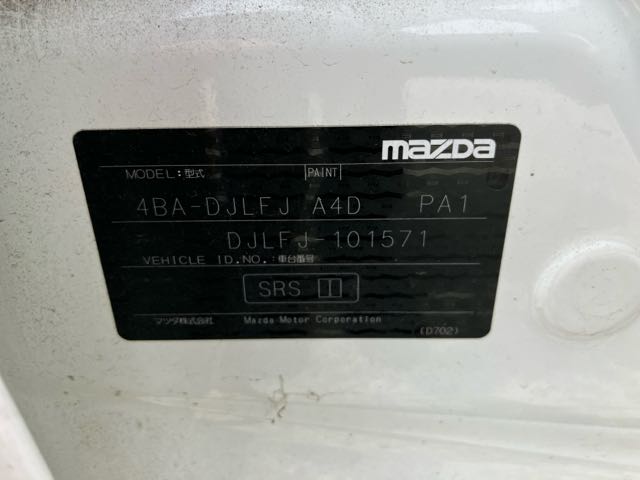 mazda
MODEL:型式 PAINT
4BA-DJLFJ A4D PA1
DJLFJ-101571
VEHICLE ID.NO.:車台番号
SRS
マツダ株式会社 Mazda Motor Corporation (D702)